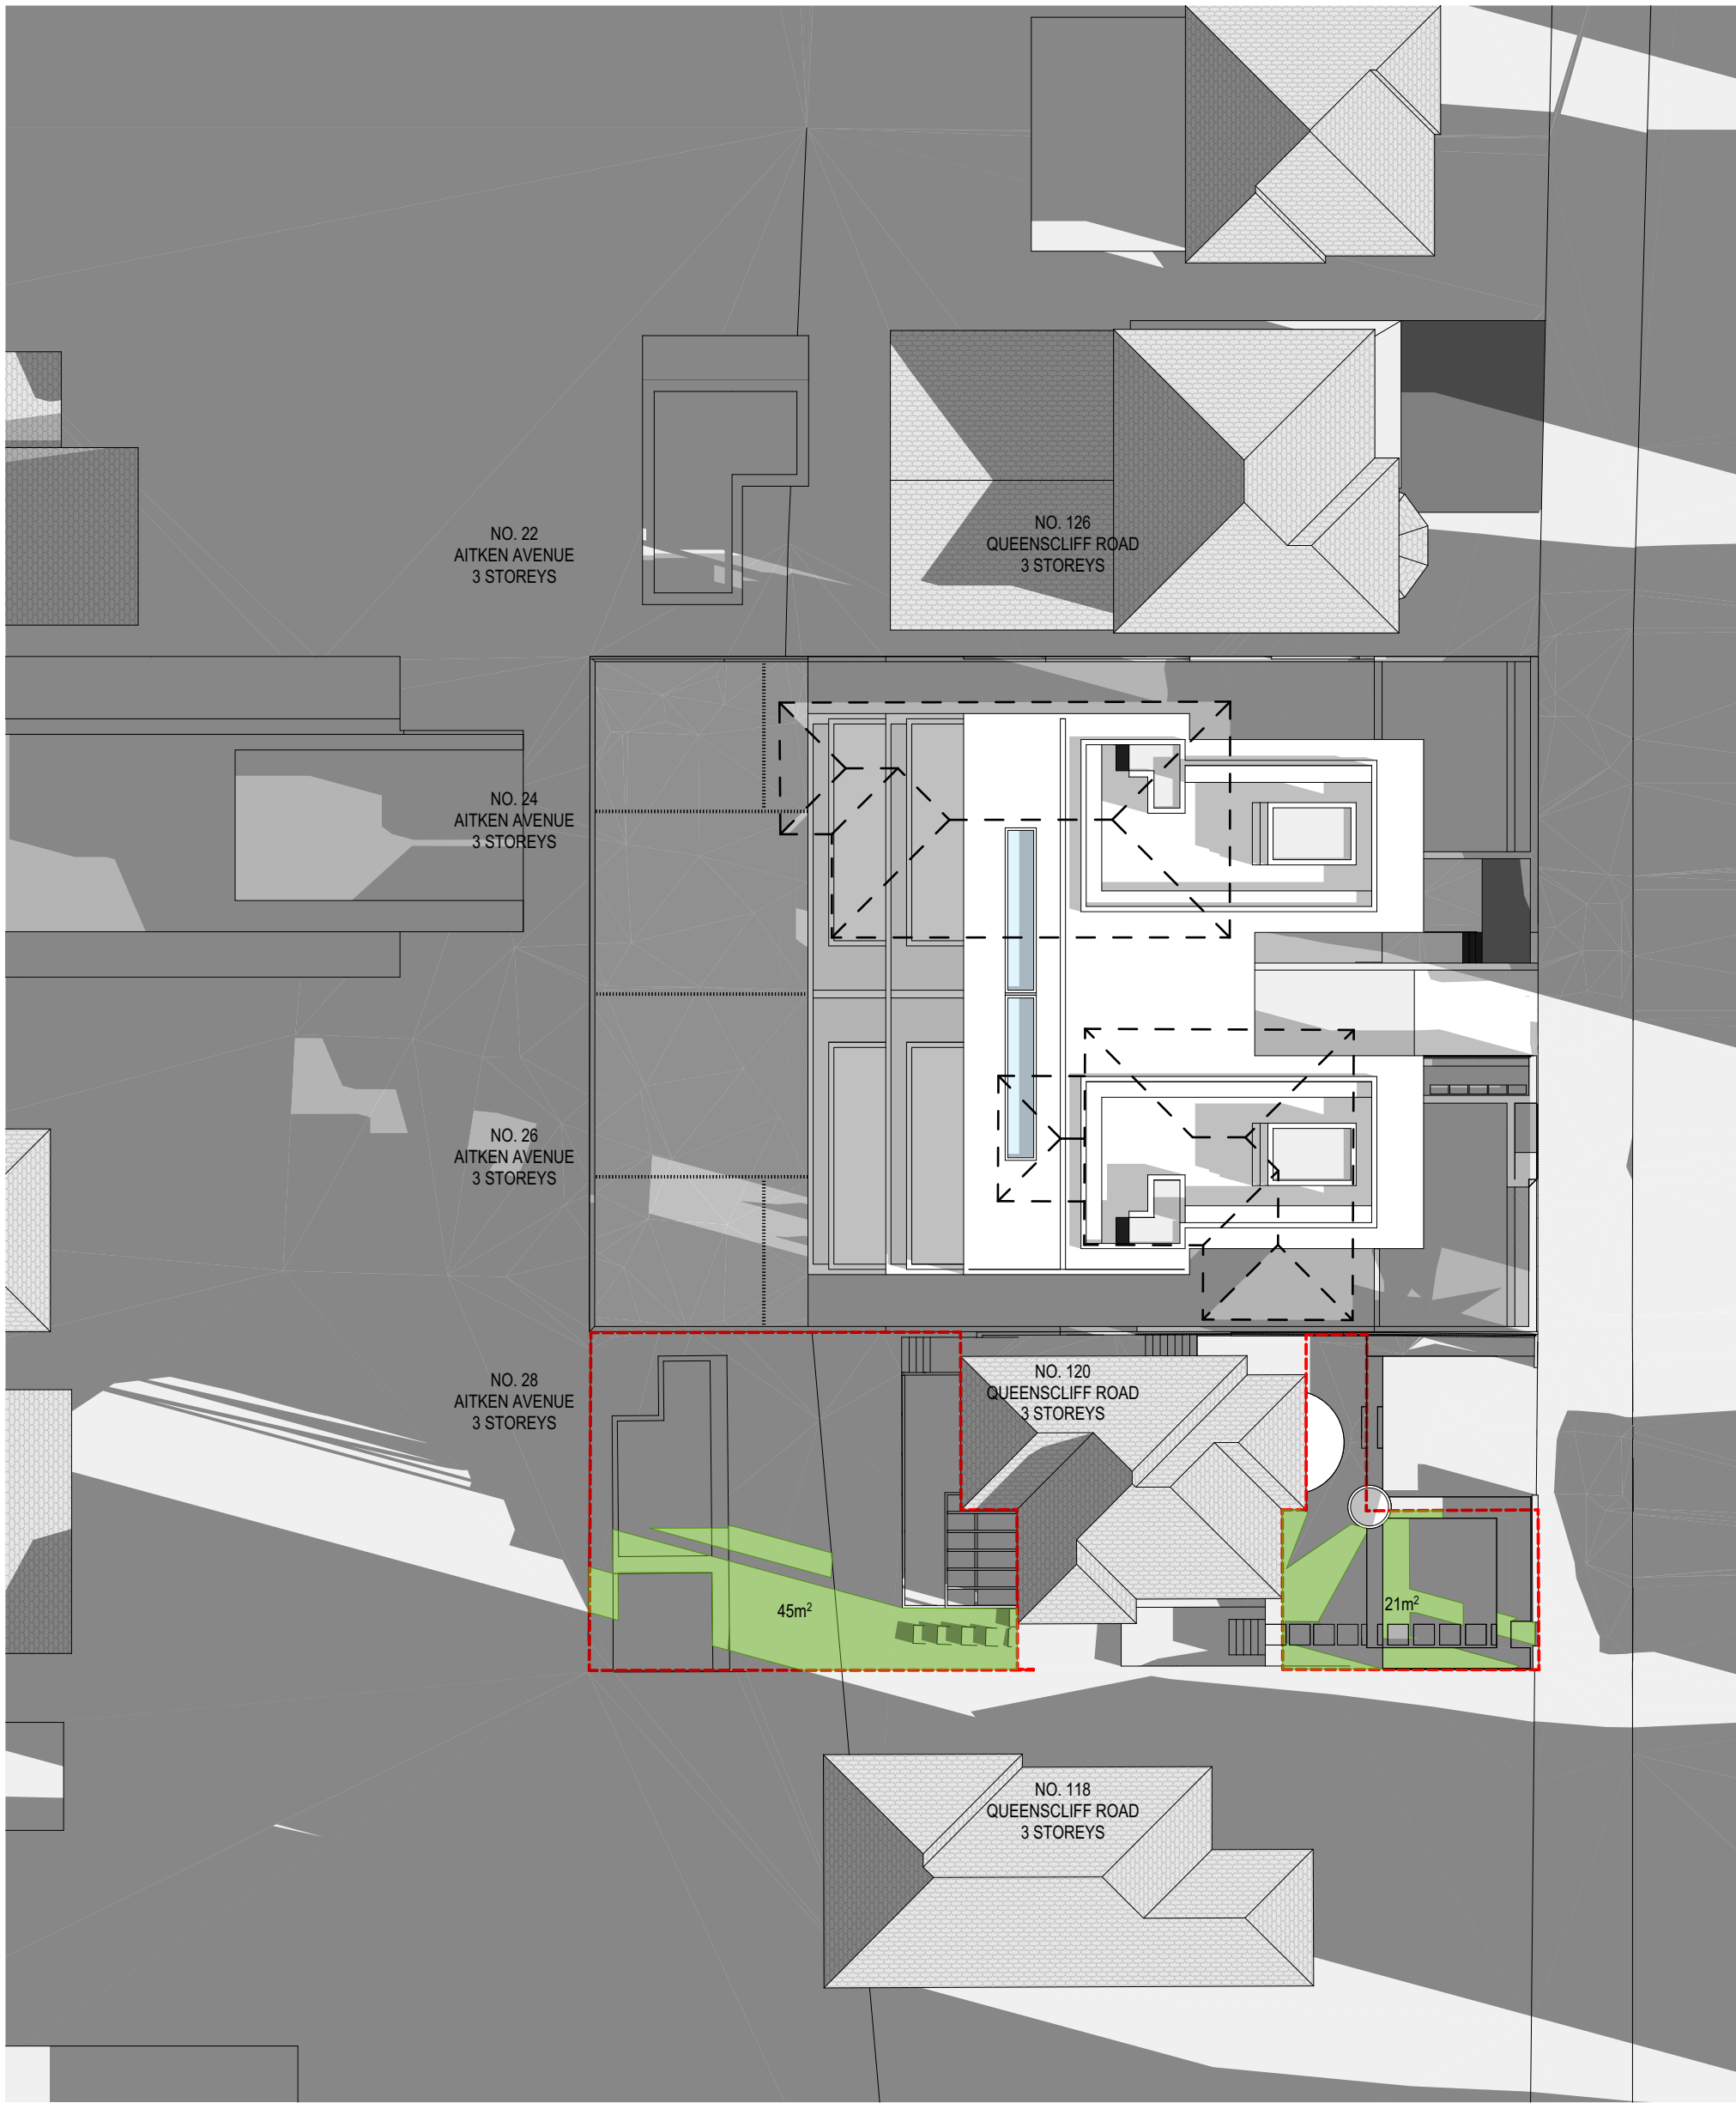 NO. 22
AITKEN AVENUE
3 STOREYS
NO. 126
QUEENSCLIFF ROAD
3 STOREYS
NO. 24
AITKEN AVENUE
3 STOREYS
NO. 26
AITKEN AVENUE
3 STOREYS
NO. 28
AITKEN AVENUE
3 STOREYS
NO. 120
QUEENSCLIFF ROAD
3 STOREYS
45m²
21m²
NO. 118
QUEENSCLIFF ROAD
3 STOREYS